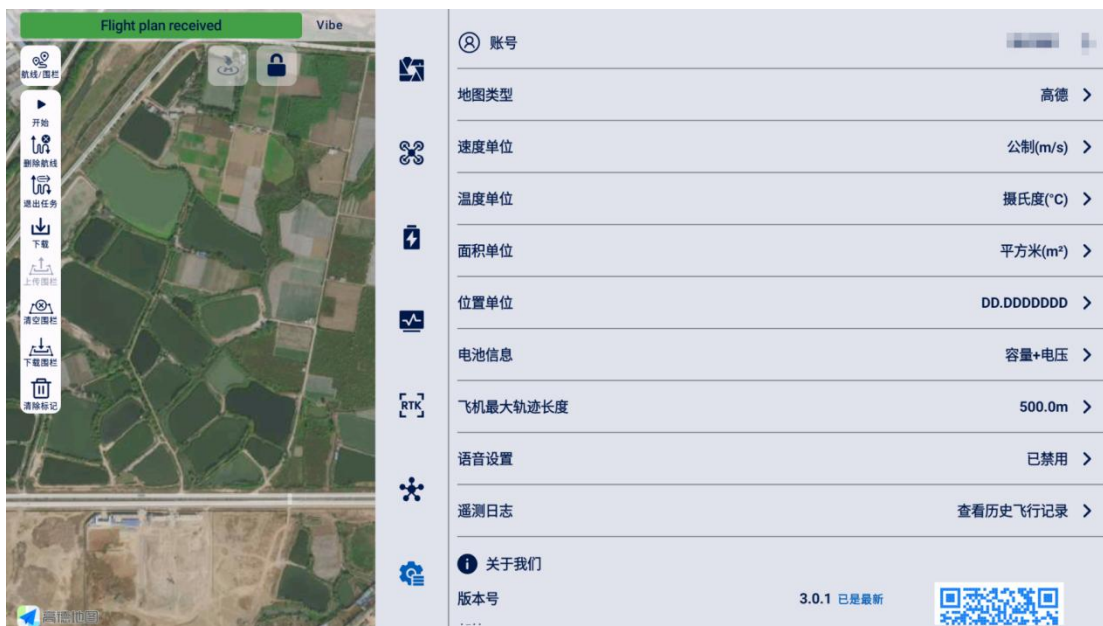 Flight plan received
Vibe
航线/围栏
开始
删除航线
退出任务
下载
上传围栏
清空围栏
下载围栏
清除标记
高德地图
RTK
账号
地图类型 高德
速度单位 公制(m/s)
温度单位 摄氏度(°C)
面积单位 平方米(m²)
位置单位 DD.DDDDDDD
电池信息 容量+电压
飞机最大轨迹长度 500.0m
语音设置 已禁用
遥测日志 查看历史飞行记录
关于我们
版本号 3.0.1 已是最新